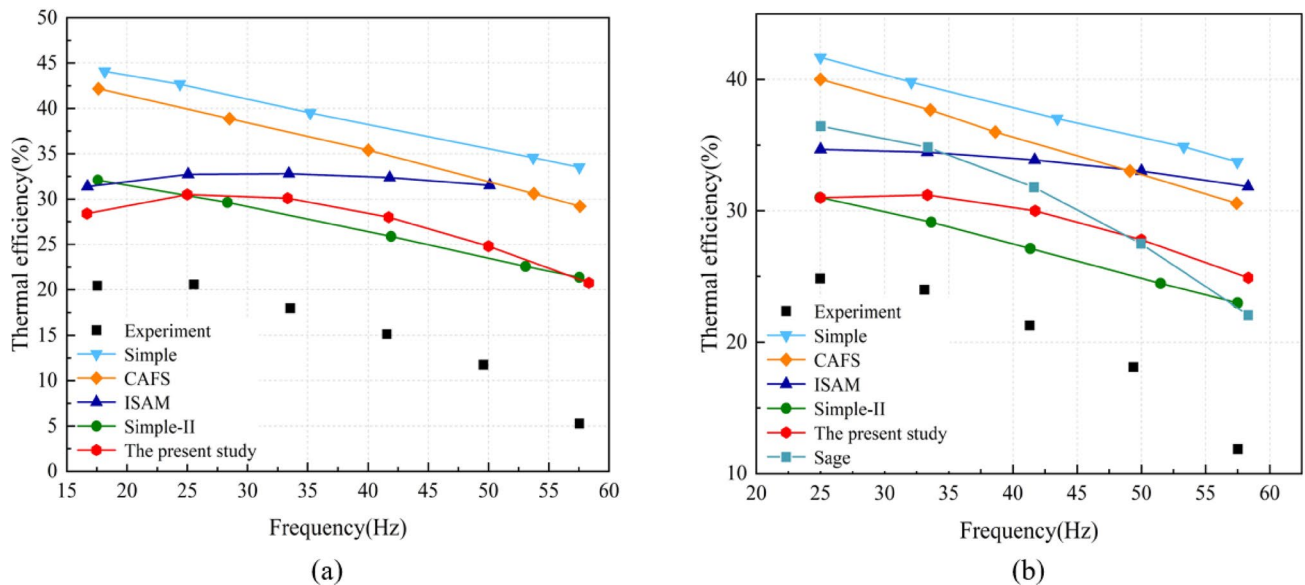 50
45
40
35
30
25
20
15
10
5
0
Thermal efficiency(%)
Experiment
Simple
CAFS
ISAM
Simple-II
The present study
15 20 25 30 35 40 45 50 55 60
Frequency(Hz)
(a)
40
30
20
10
Thermal efficiency(%)
Experiment
Simple
CAFS
ISAM
Simple-II
The present study
Sage
20 25 30 35 40 45 50 55 60
Frequency(Hz)
(b)